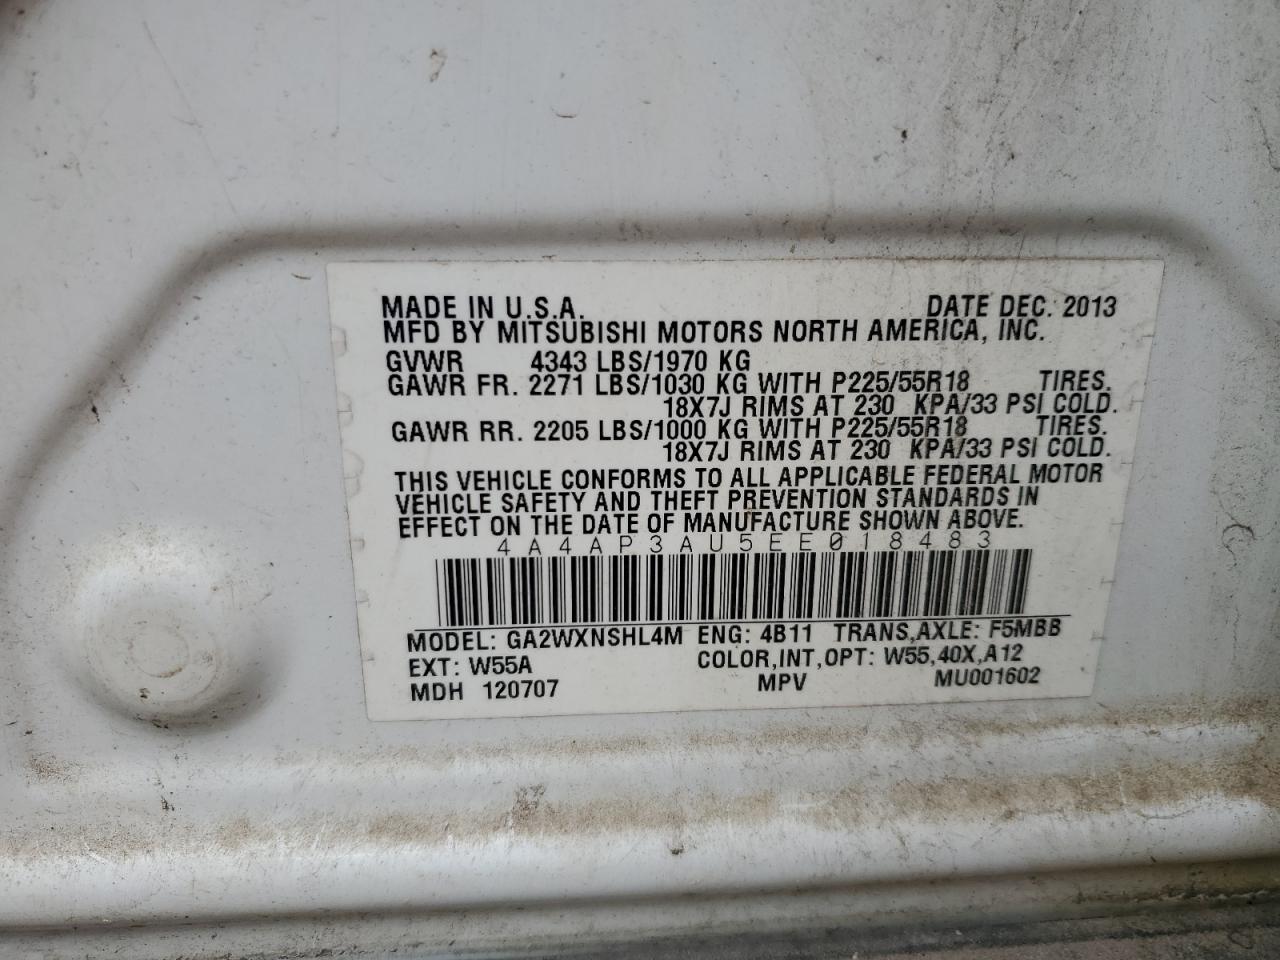 MADE IN U.S.A. DATE DEC. 2013
MFD BY MITSUBISHI MOTORS NORTH AMERICA, INC.
GVWR 4343 LBS/1970 KG
GAWR FR. 2271 LBS/1030 KG WITH P225/55R18 TIRES.
18X7J RIMS AT 230 KPA/33 PSI COLD.
GAWR RR. 2205 LBS/1000 KG WITH P225/55R18 TIRES.
18X7J RIMS AT 230 KPA/33 PSI COLD.
THIS VEHICLE CONFORMS TO ALL APPLICABLE FEDERAL MOTOR
VEHICLE SAFETY AND THEFT PREVENTION STANDARDS IN
EFFECT ON THE DATE OF MANUFACTURE SHOWN ABOVE.
4A4AP3AU5EE018483
MODEL: GA2WXNSHL4M ENG: 4B11 TRANS,AXLE: F5MBB
EXT: W55A COLOR,INT,OPT: W55,40X,A12
MDH 120707 MPV MU001602